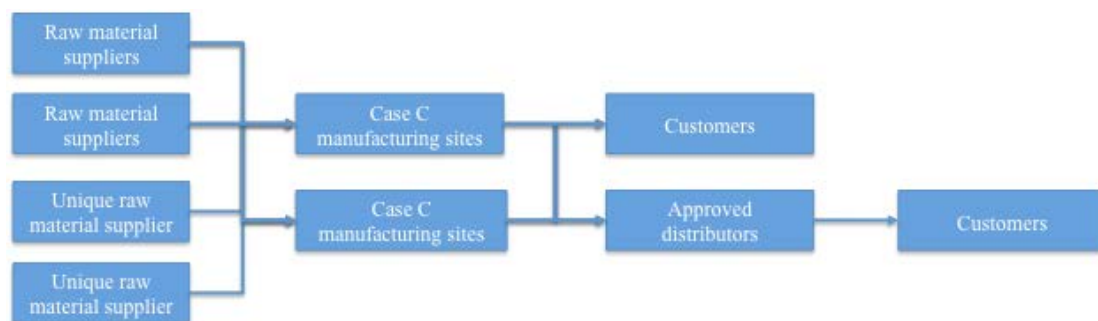 Raw material
suppliers
Raw material
suppliers
Unique raw
material supplier
Unique raw
material supplier
Case C
manufacturing sites
Case C
manufacturing sites
Customers
Approved
distributors
Customers